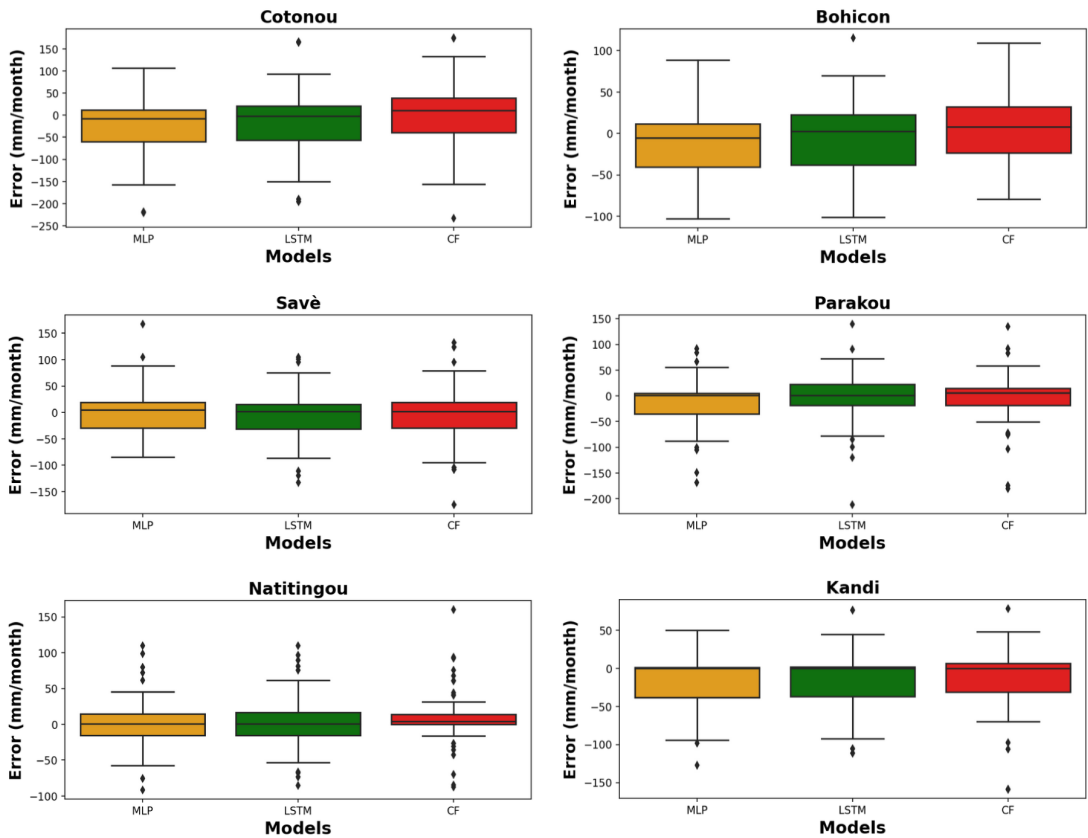 Cotonou
Error (mm/month)
150
100
50
0
−50
−100
−150
−200
−250
MLP
LSTM
CF
Models
Bohicon
Error (mm/month)
100
50
0
−50
−100
MLP
LSTM
CF
Models
Savè
Error (mm/month)
150
100
50
0
−50
−100
−150
MLP
LSTM
CF
Models
Parakou
Error (mm/month)
150
100
50
0
−50
−100
−150
−200
MLP
LSTM
CF
Models
Natitingou
Error (mm/month)
150
100
50
0
−50
−100
MLP
LSTM
CF
Models
Kandi
Error (mm/month)
50
0
−50
−100
−150
MLP
LSTM
CF
Models